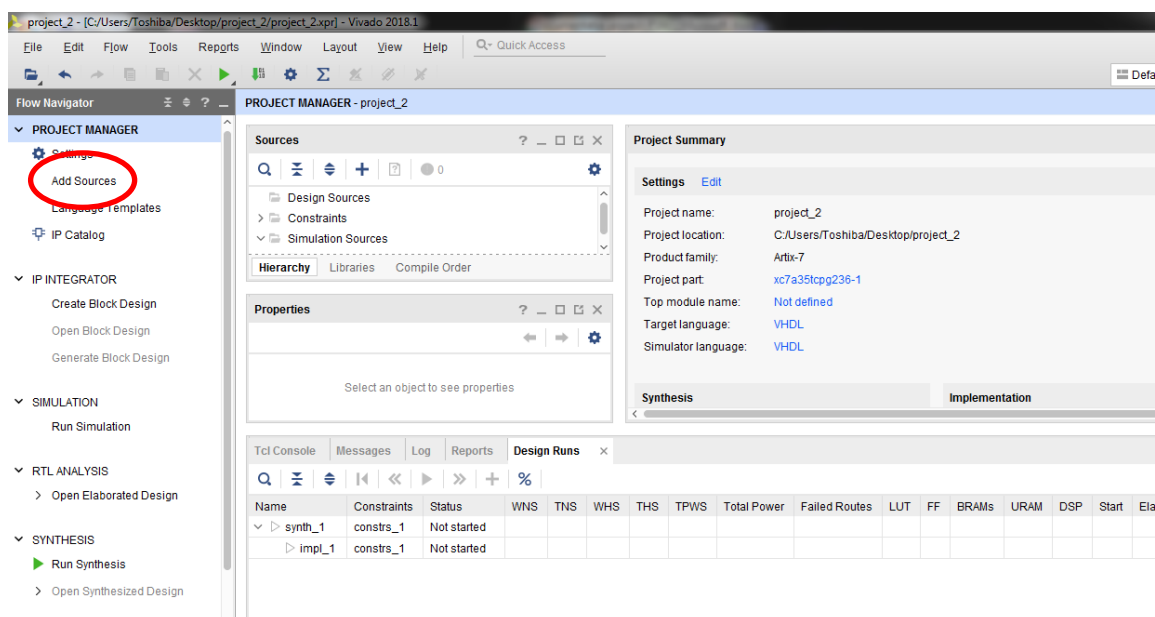 project_2 - [C:/Users/Toshiba/Desktop/project_2/project_2.xpr] - Vivado 2018.1
File Edit Flow Tools Reports Window Layout View Help Quick Access
Defa
Flow Navigator ? PROJECT MANAGER - project_2
PROJECT MANAGER
Settings
Add Sources
Language Templates
IP Catalog
IP INTEGRATOR
Create Block Design
Open Block Design
Generate Block Design
SIMULATION
Run Simulation
RTL ANALYSIS
Open Elaborated Design
SYNTHESIS
Run Synthesis
Open Synthesized Design
Sources ?
? 0
Design Sources
Constraints
Simulation Sources
Hierarchy Libraries Compile Order
Properties ?
Select an object to see properties
Project Summary
Settings Edit
Project name: project_2
Project location: C:/Users/Toshiba/Desktop/project_2
Product family: Artix-7
Project part: xc7a35tcpg236-1
Top module name: Not defined
Target language: VHDL
Simulator language: VHDL
Synthesis Implementation
Tcl Console Messages Log Reports Design Runs
%
Name Constraints Status WNS TNS WHS THS TPWS Total Power Failed Routes LUT FF BRAMs URAM DSP Start Ela
synth_1 constrs_1 Not started
impl_1 constrs_1 Not started